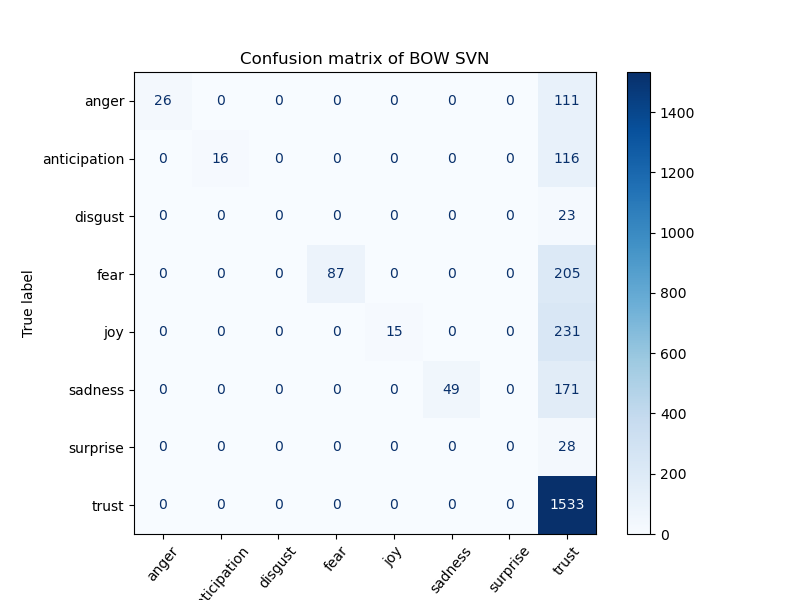 Confusion matrix of BOW SVN
anger 26 0 0 0 0 0 0 111
anticipation 0 16 0 0 0 0 0 116
disgust 0 0 0 0 0 0 0 23
fear 0 0 0 87 0 0 0 205
joy 0 0 0 0 15 0 0 231
sadness 0 0 0 0 0 49 0 171
surprise 0 0 0 0 0 0 0 28
trust 0 0 0 0 0 0 0 1533
True label
anger ticipation disgust fear joy sadness surprise trust
1400
1200
1000
800
600
400
200
0